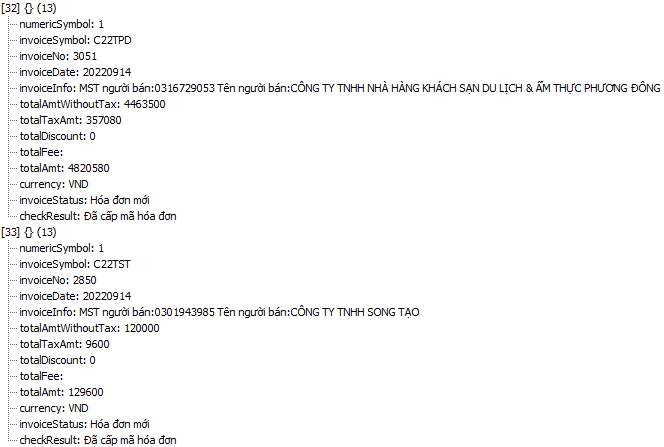 [32] {} (13)
numericSymbol: 1
invoiceSymbol: C22TPD
invoiceNo: 3051
invoiceDate: 20220914
invoiceInfo: MST người bán:0316729053 Tên người bán:CÔNG TY TNHH NHÀ HÀNG KHÁCH SẠN DU LỊCH & ẨM THỰC PHƯƠNG ĐÔNG
totalAmtWithoutTax: 4463500
totalTaxAmt: 357080
totalDiscount: 0
totalFee:
totalAmt: 4820580
currency: VND
invoiceStatus: Hóa đơn mới
checkResult: Đã cấp mã hóa đơn
[33] {} (13)
numericSymbol: 1
invoiceSymbol: C22TST
invoiceNo: 2850
invoiceDate: 20220914
invoiceInfo: MST người bán:0301943985 Tên người bán:CÔNG TY TNHH SONG TẠO
totalAmtWithoutTax: 120000
totalTaxAmt: 9600
totalDiscount: 0
totalFee:
totalAmt: 129600
currency: VND
invoiceStatus: Hóa đơn mới
checkResult: Đã cấp mã hóa đơn